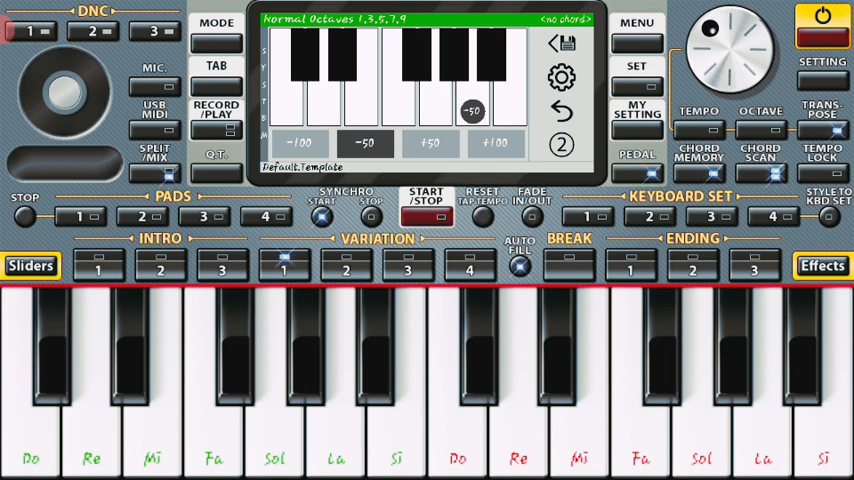 DNC
1 2 3
MODE
TAB
RECORD
/PLAY
Q.T.
MIC.
USB
MIDI
SPLIT
/MIX
Normal Octaves 1,3,5,7,9 <no chord>
S
Y
S
T
B
M
-50
-100 -50 +50 +100
Default.Template
2
MENU
SET
MY
SETTING
PEDAL
SETTING
TEMPO OCTAVE TRANS-
POSE
CHORD
MEMORY
CHORD
SCAN
TEMPO
LOCK
STOP
PADS
1 2 3 4
SYNCHRO
START STOP
START
/STOP
RESET
TAP TEMPO
FADE
IN/OUT
KEYBOARD SET
1 2 3 4
STYLE TO
KBD SET
Sliders
INTRO
1 2 3
VARIATION
1 2 3 4
AUTO
FILL
BREAK
ENDING
1 2 3
Effects
Do Re Mi Fa Sol La Si Do Re Mi Fa Sol La Si